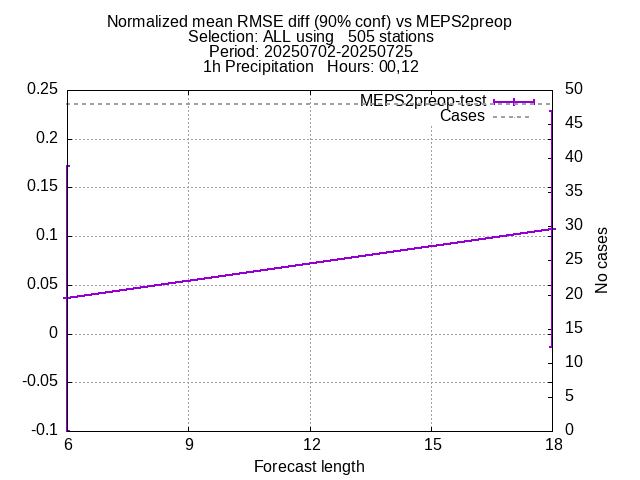 Normalized mean RMSE diff (90% conf) vs MEPS2preop
Selection: ALL using   505 stations
Period: 20250702-20250725
1h Precipitation   Hours: 00,12
0.25
0.2
0.15
0.1
0.05
0
-0.05
-0.1
MEPS2preop-test
Cases
50
45
40
35
30
25
20
15
10
5
0
No cases
6 9 12 15 18
Forecast length